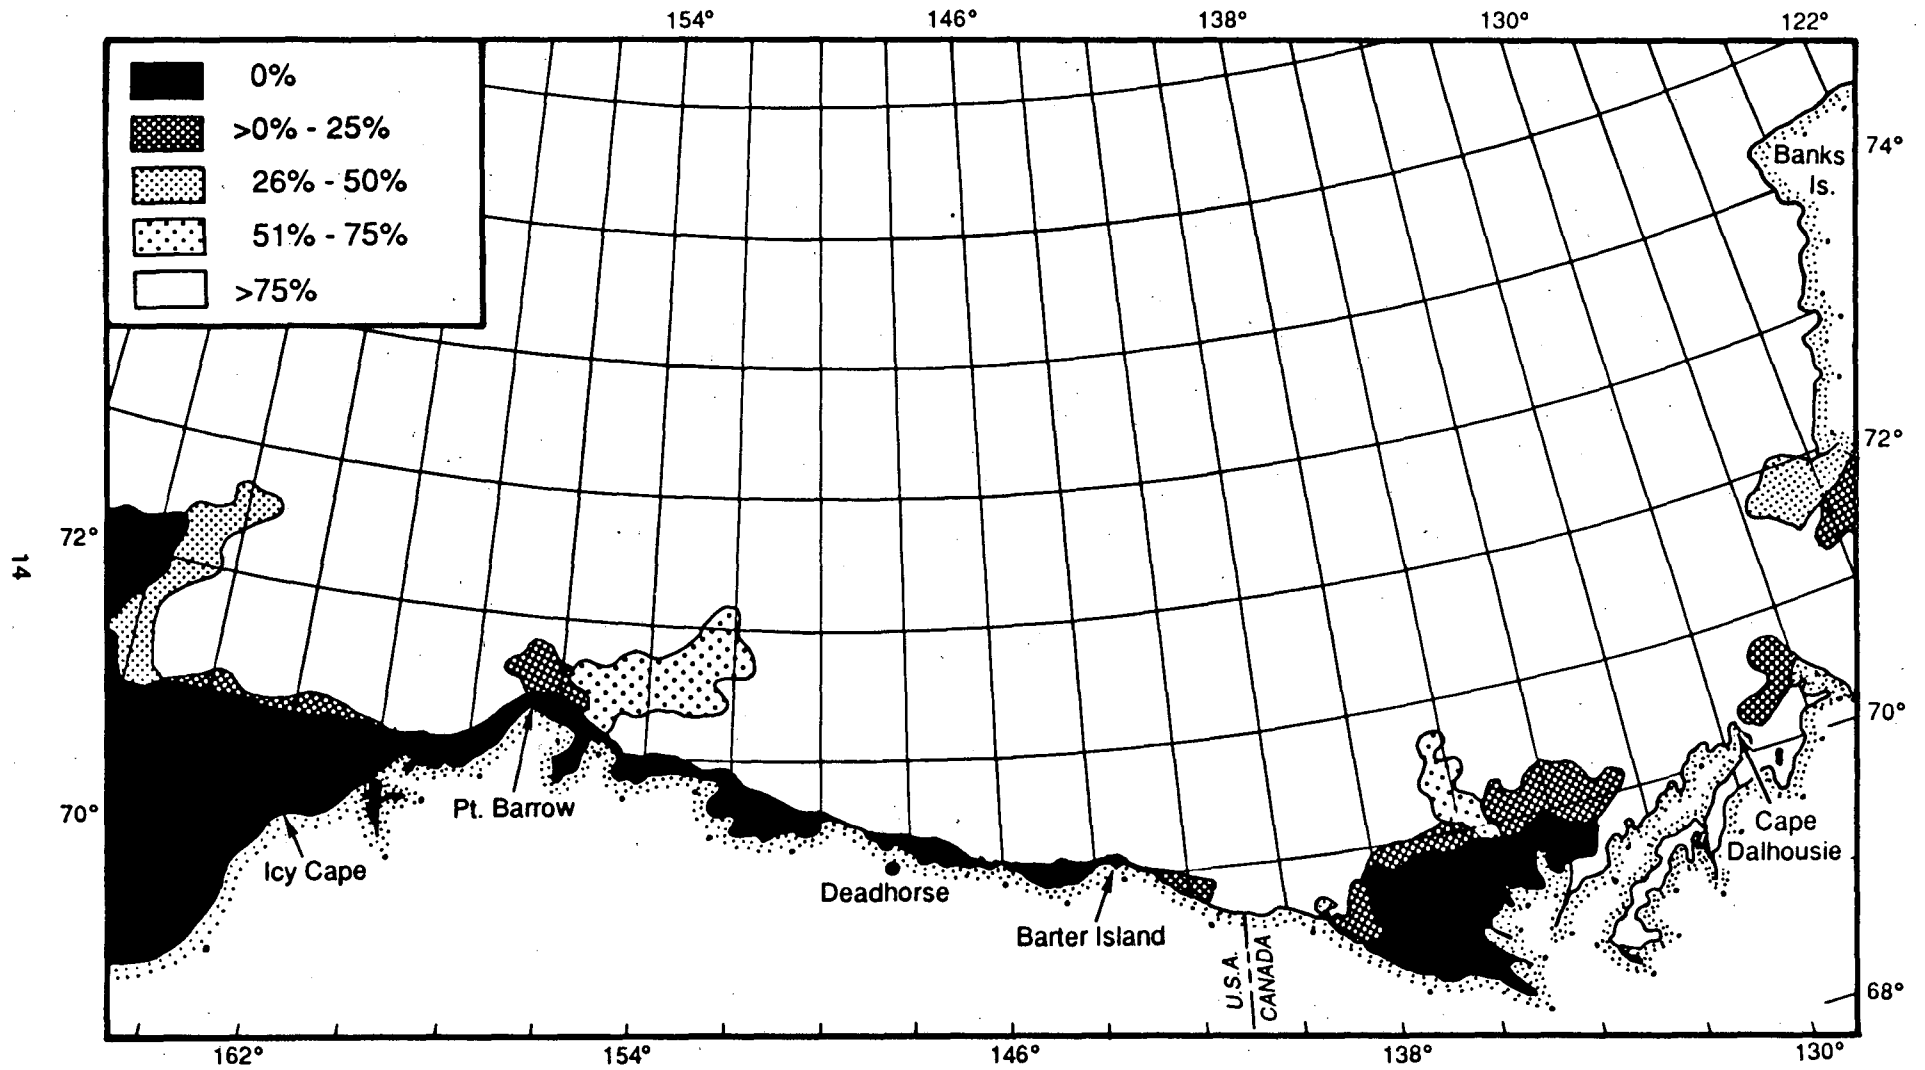 154° 146° 138° 130° 122°
0%
>0% - 25%
26% - 50%
51% - 75%
>75%
Banks
Is.
74°
72°
72°
14
70°
70°
Pt. Barrow
Icy Cape
Deadhorse
Barter Island
Cape
Dalhousie
U.S.A.
CANADA
68°
162° 154° 146° 138° 130°